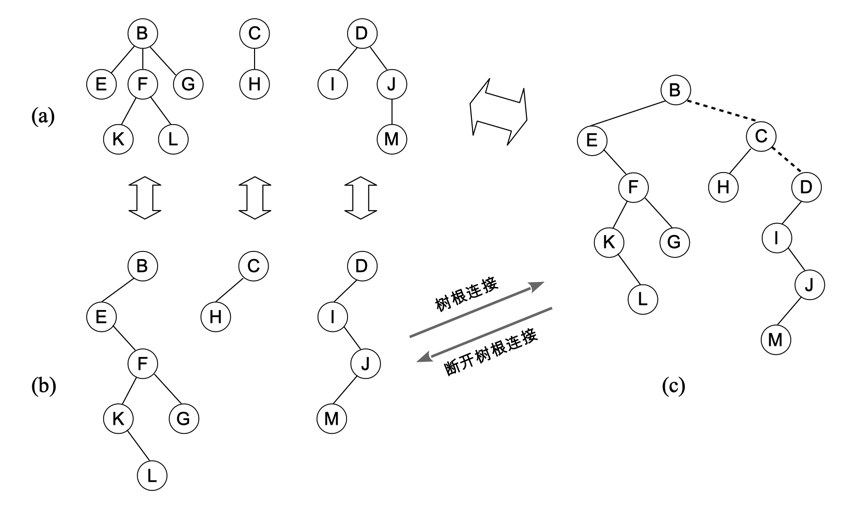 B C D
E F G H I J
(a)
K L M
B C D
E H I
F J
(b)
K G M
L
树根连接
断开树根连接
B
E C
F H D
K G I
L J
M
(c)